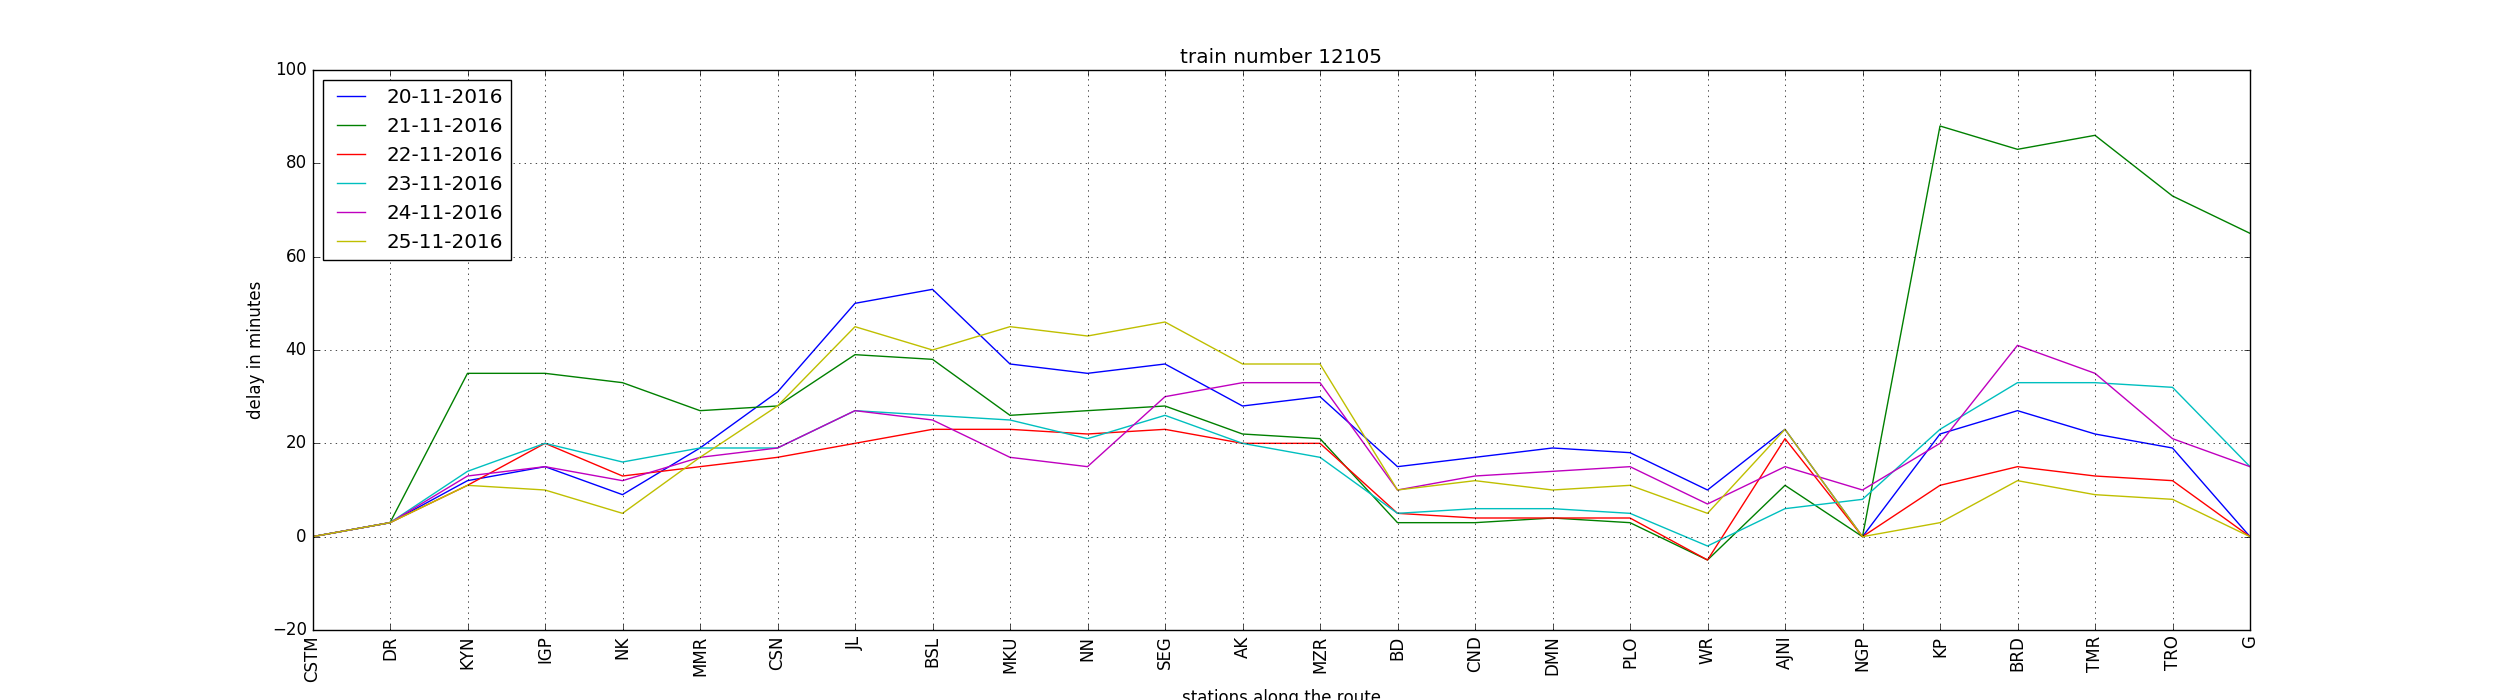 train number 12105
100
80
60
40
20
0
−20
delay in minutes
20-11-2016
21-11-2016
22-11-2016
23-11-2016
24-11-2016
25-11-2016
CSTM
DR
KYN
IGP
NK
MMR
CSN
JL
BSL
MKU
NN
SEG
AK
MZR
BD
CND
DMN
PLO
WR
AJNI
NGP
KP
BRD
TMR
TRO
G
stations along the route